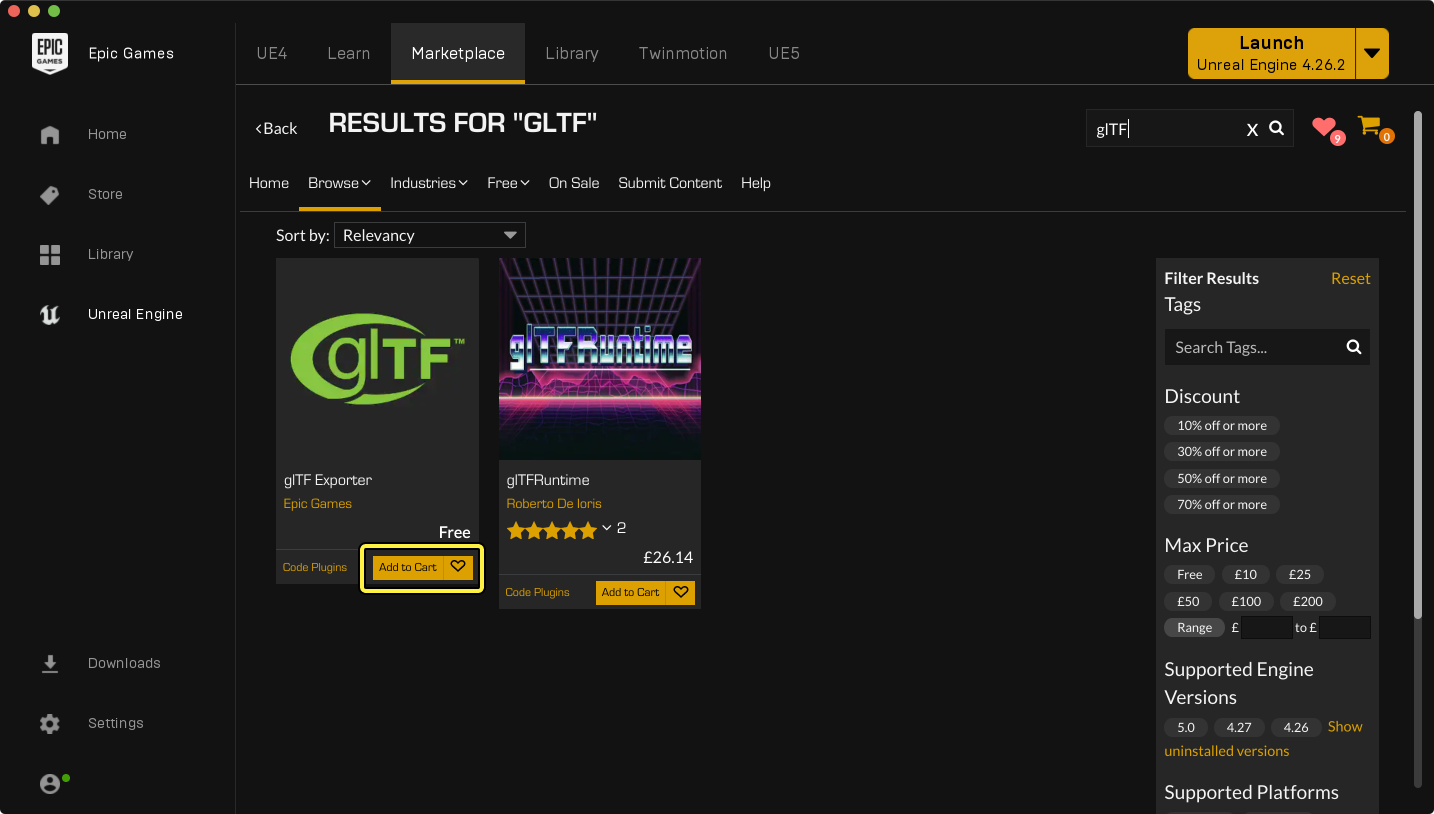 EPIC
GAMES
Epic Games
UE4
Learn
Marketplace
Library
Twinmotion
UE5
Launch
Unreal Engine 4.26.2
Home
Store
Library
Unreal Engine
Downloads
Settings
Back
RESULTS FOR "GLTF"
glTF
X
9
0
Home
Browse
Industries
Free
On Sale
Submit Content
Help
Sort by: Relevancy
glTF™
glTF Exporter
Epic Games
Free
Code Plugins
Add to Cart
glTFRuntime
glTFRuntime
Roberto De Ioris
2
£26.14
Code Plugins
Add to Cart
Filter Results
Reset
Tags
Search Tags...
Discount
10% off or more
30% off or more
50% off or more
70% off or more
Max Price
Free £10 £25
£50 £100 £200
Range £ to £
Supported Engine
Versions
5.0 4.27 4.26 Show
uninstalled versions
Supported Platforms